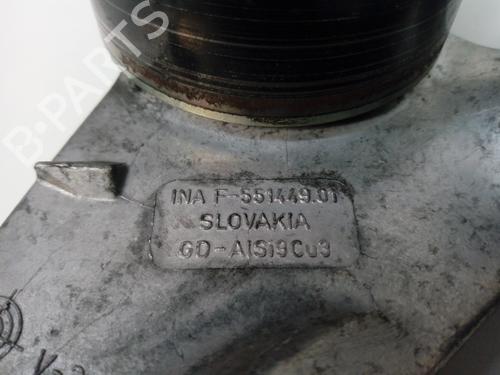 B-PARTS
INA F-551449.01
SLOVAKIA
GD-AlSi9Cu3